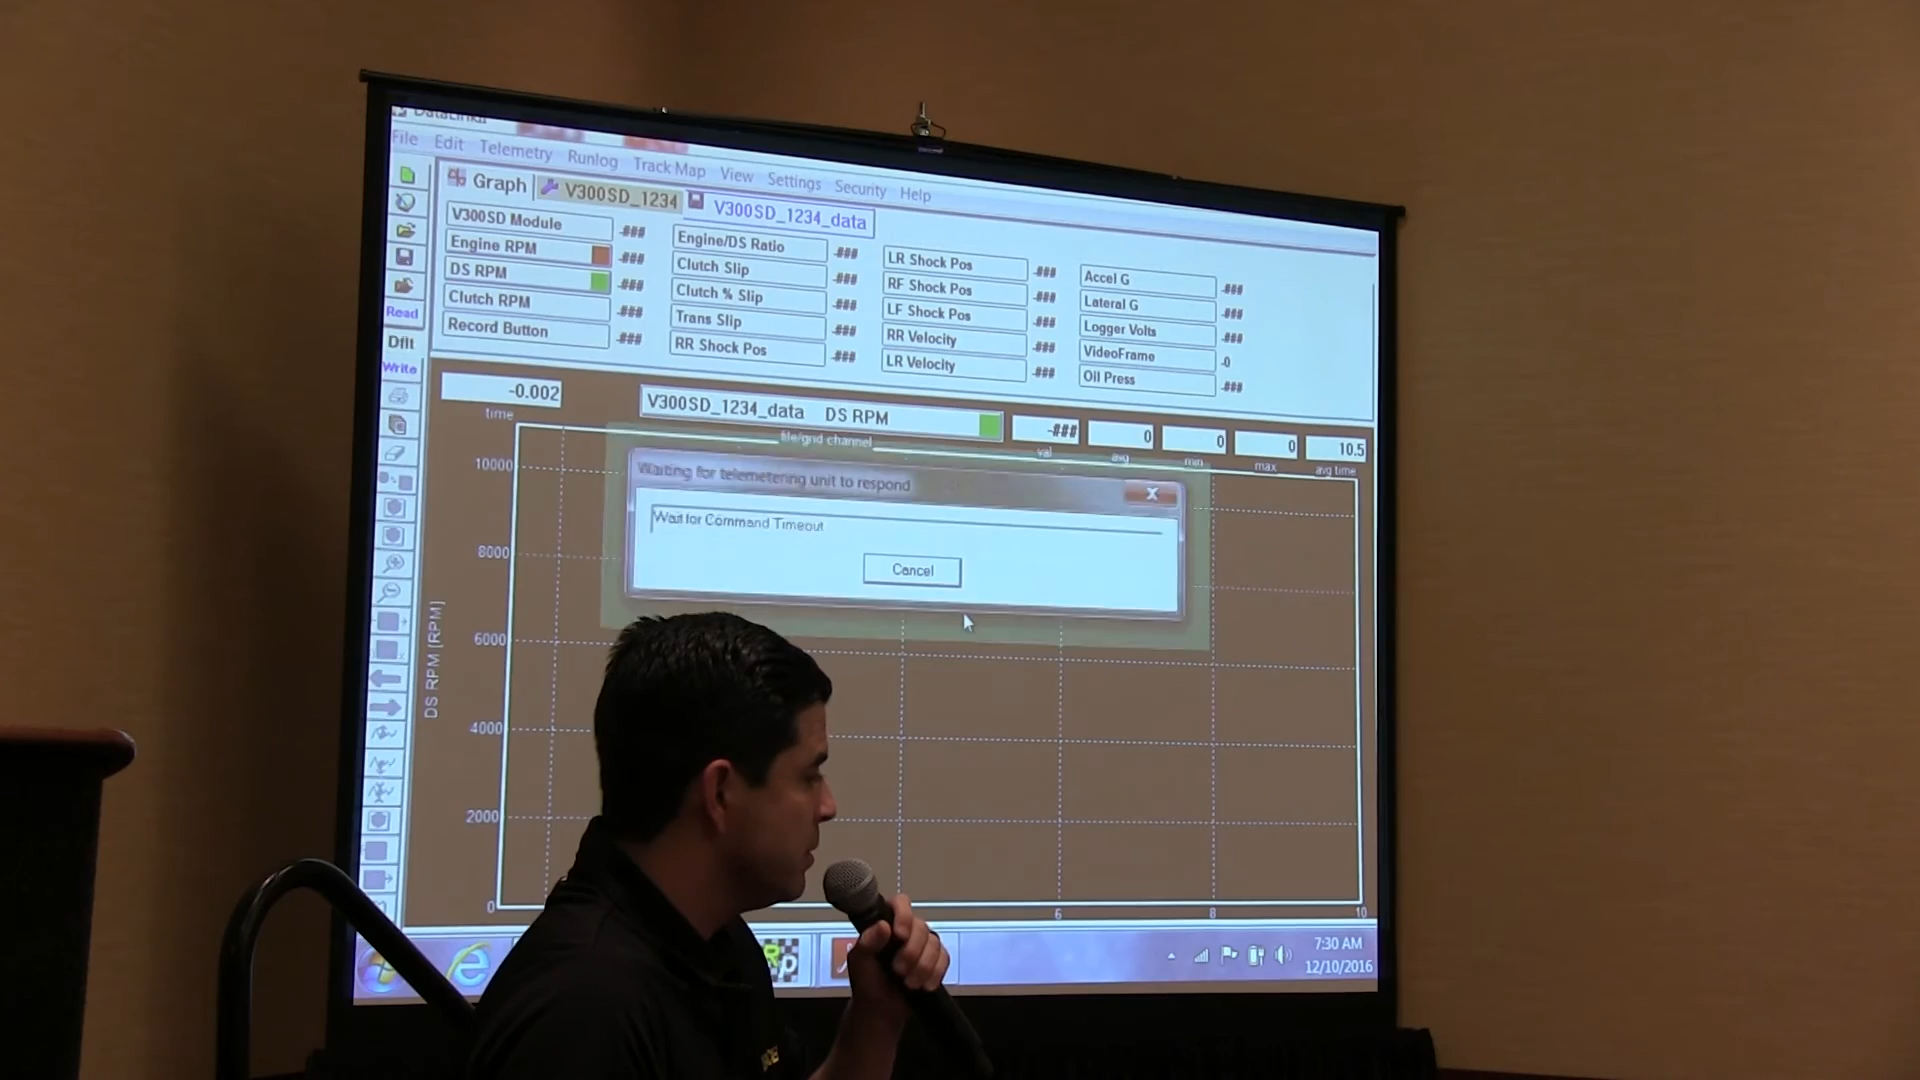 DataLinkII
File Edit Telemetry Runlog Track Map View Settings Security Help
Graph V300SD_1234 V300SD_1234_data
V300SD Module -###
Engine RPM -###
DS RPM -###
Clutch RPM -###
Record Button -###
Engine/DS Ratio -###
Clutch Slip -###
Clutch % Slip -###
Trans Slip -###
RR Shock Pos -###
LR Shock Pos -###
RF Shock Pos -###
LF Shock Pos -###
RR Velocity -###
LR Velocity -###
Accel G -###
Lateral G -###
Logger Volts -###
VideoFrame -0
Oil Press -###
Read
Dflt
Write
-0.002
time
V300SD_1234_data DS RPM
file/grid channel
-### 0 0 0 10.5
val avg min max avg time
Waiting for telemetering unit to respond
X
Wait for Command Timeout
Cancel
DS RPM [RPM]
10000
8000
6000
4000
2000
0
6 8 10
Rp
7:30 AM
12/10/2016